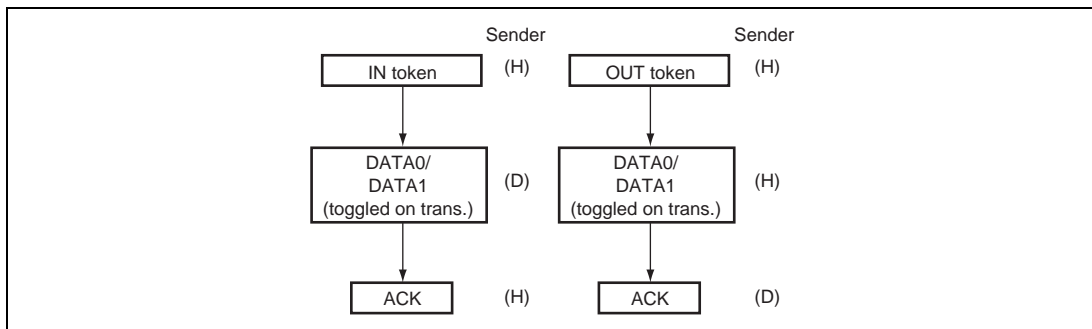 Sender Sender
IN token (H) OUT token (H)
DATA0/
DATA1
(toggled on trans.)
(D)
DATA0/
DATA1
(toggled on trans.)
(H)
ACK (H) ACK (D)